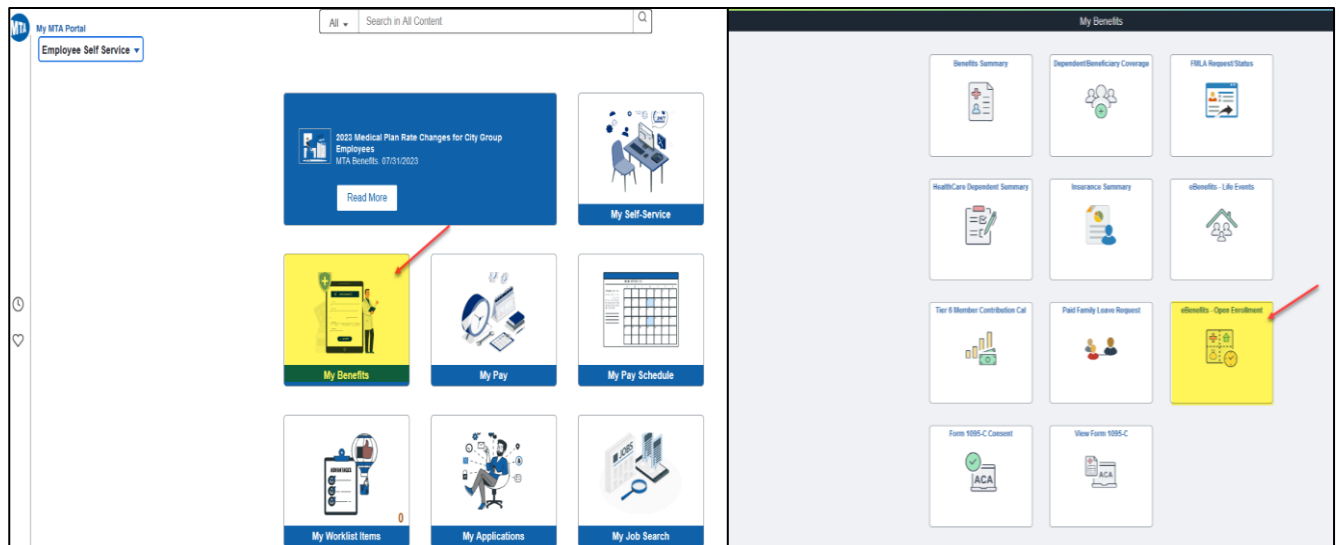 MTA
My MTA Portal
All
Search in All Content
Employee Self Service
2023 Medical Plan Rate Changes for City Group
Employees
MTA Benefits 07/31/2023
Read More
My Self-Service
My Benefits
My Pay
My Pay Schedule
ADVANTAGES
0
JOBS
My Worklist Items
My Applications
My Job Search
My Benefits
Benefits Summary
Dependent/Beneficiary Coverage
FMLA Request/Status
HealthCare Dependent Summary
Insurance Summary
eBenefits - Life Events
Tier 6 Member Contribution Cal
Paid Family Leave Request
eBenefits - Open Enrollment
Form 1095-C Consent
View Form 1095-C
ACA
ACA